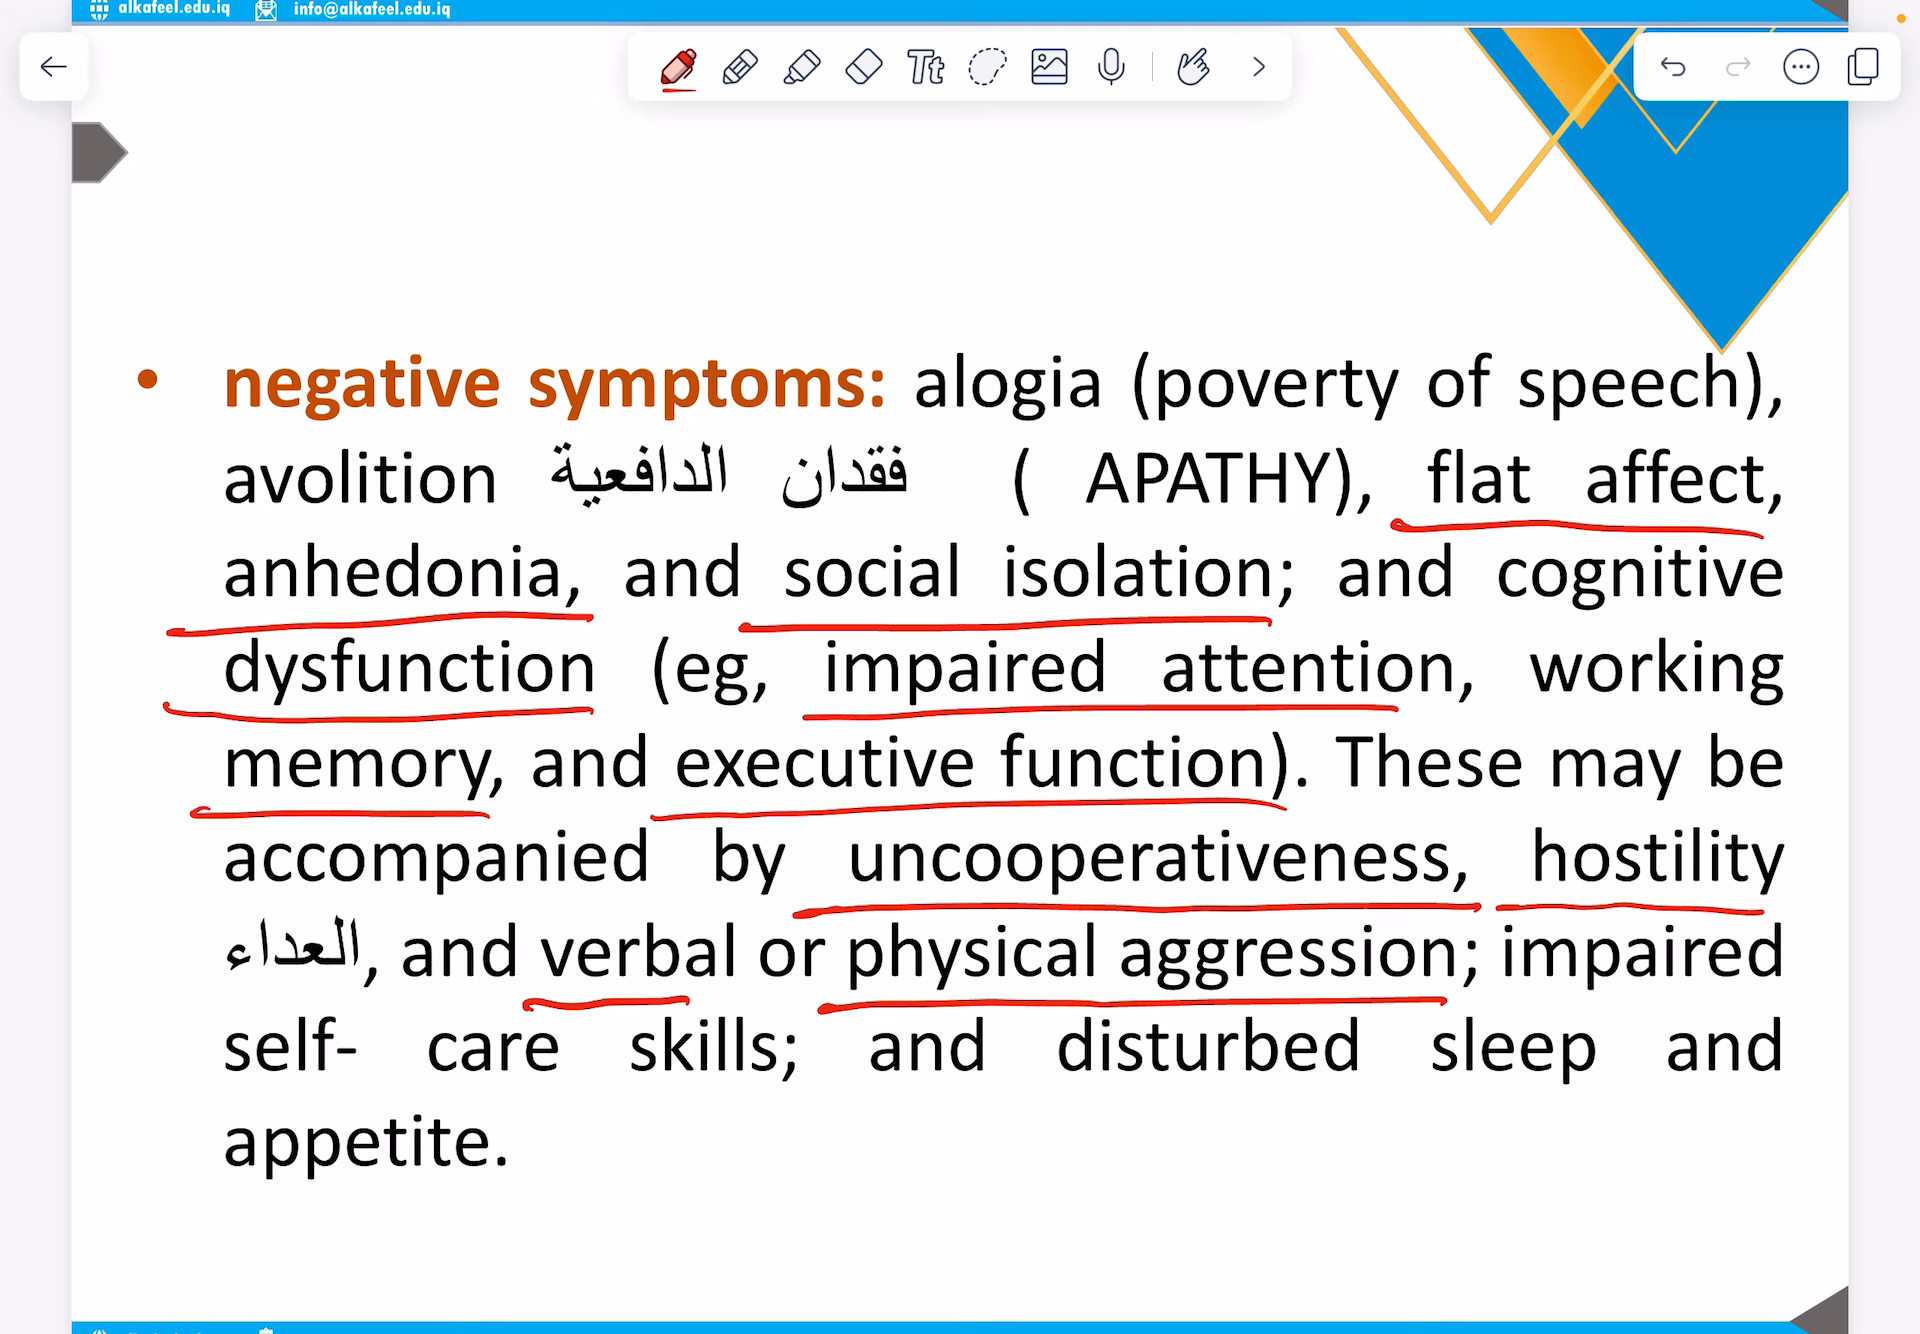 alkafeel.edu.iq info@alkafeel.edu.iq
Tt
• negative symptoms: alogia (poverty of speech),
avolition فقدان الدافعية ( APATHY), flat affect,
anhedonia, and social isolation; and cognitive
dysfunction (eg, impaired attention, working
memory, and executive function). These may be
accompanied by uncooperativeness, hostility
العداء, and verbal or physical aggression; impaired
self- care skills; and disturbed sleep and
appetite.